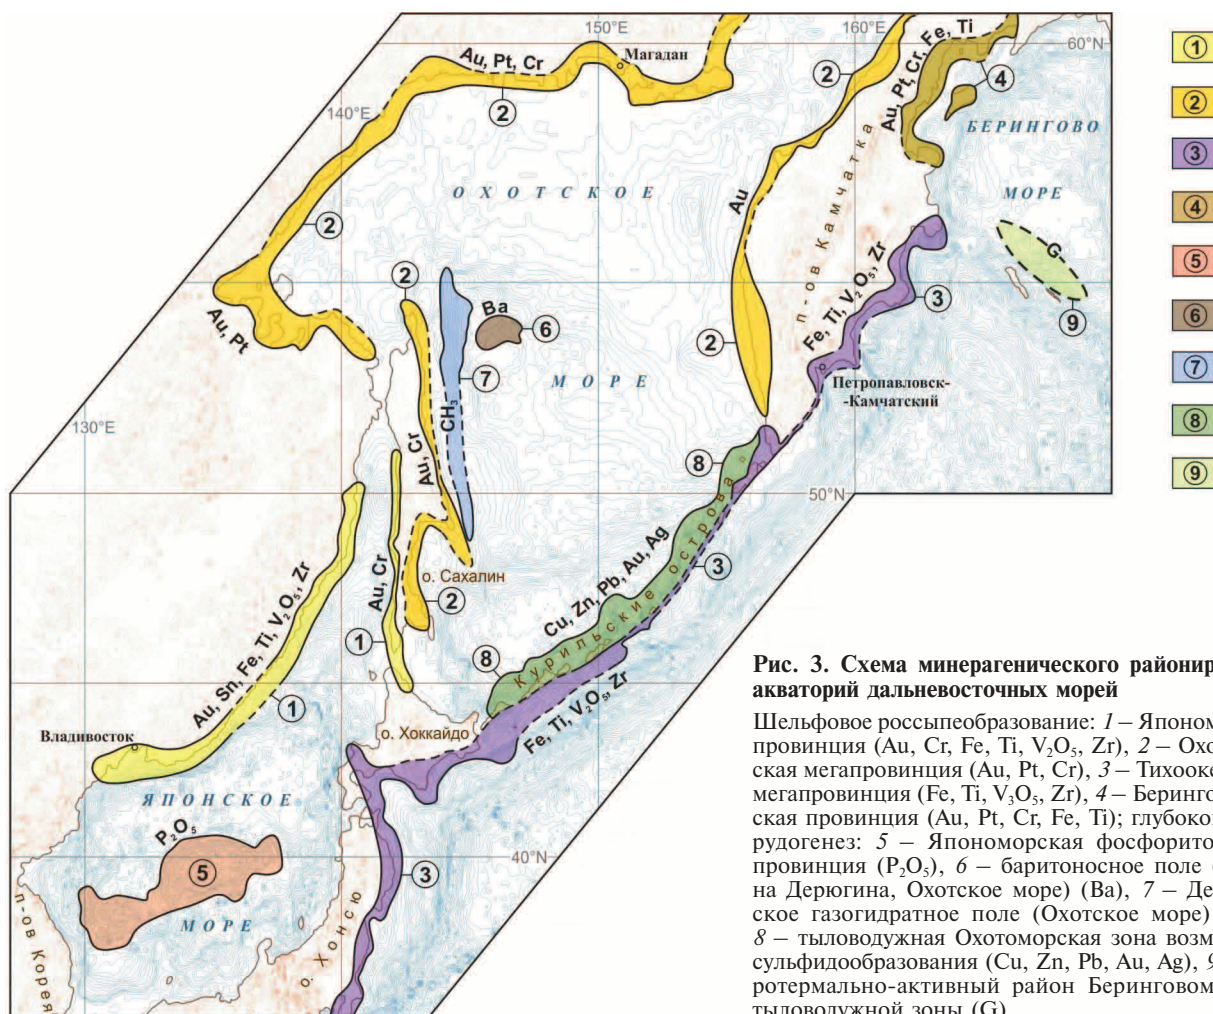 150°E
160°E
60°N
Au, Pt, Cr
Магадан
2
2
Au, Pt, Cr, Fe, Ti
4
140°E
БЕРИНГОВО
МОРЕ
ОХОТСКОЕ
Au
п-ов Камчатка
2
2
G
9
Au, Pt
Ba
6
Fe, Ti, V₂O₅, Zr
3
2
7
МОРЕ
CH₃
Петропавловск-
-Камчатский
130°E
Au, Cr
8
50°N
Au, Sn, Fe, Ti, V₂O₅, Zr
Au, Cr
о. Сахалин
2
Cu, Zn, Pb, Au, Ag
Курильские острова
3
1
8
1
Владивосток
о. Хоккайдо
Fe, Ti, V₂O₅, Zr
ЯПОНСКОЕ
P₂O₅
5
3
40°N
МОРЕ
п-ов Корея
о. Хонсю
1
2
3
4
5
6
7
8
9
Рис. 3. Схема минерагенического районир
акваторий дальневосточных морей
Шельфовое россыпеобразование: 1 – Японом
провинция (Au, Cr, Fe, Ti, V₂O₅, Zr), 2 – Охо
ская мегапровинция (Au, Pt, Cr), 3 – Тихооке
мегапровинция (Fe, Ti, V₃O₅, Zr), 4 – Беринго
ская провинция (Au, Pt, Cr, Fe, Ti); глубоко
рудогенез: 5 – Япономорская фосфорито
провинция (P₂O₅), 6 – баритоносное поле (
на Дерюгина, Охотское море) (Ba), 7 – Де
ское газогидратное поле (Охотское море)
8 – тыловодужная Охотоморская зона возм
сульфидообразования (Cu, Zn, Pb, Au, Ag), 9
ротермально-активный район Беринговом
тыловодужной зоны (G)